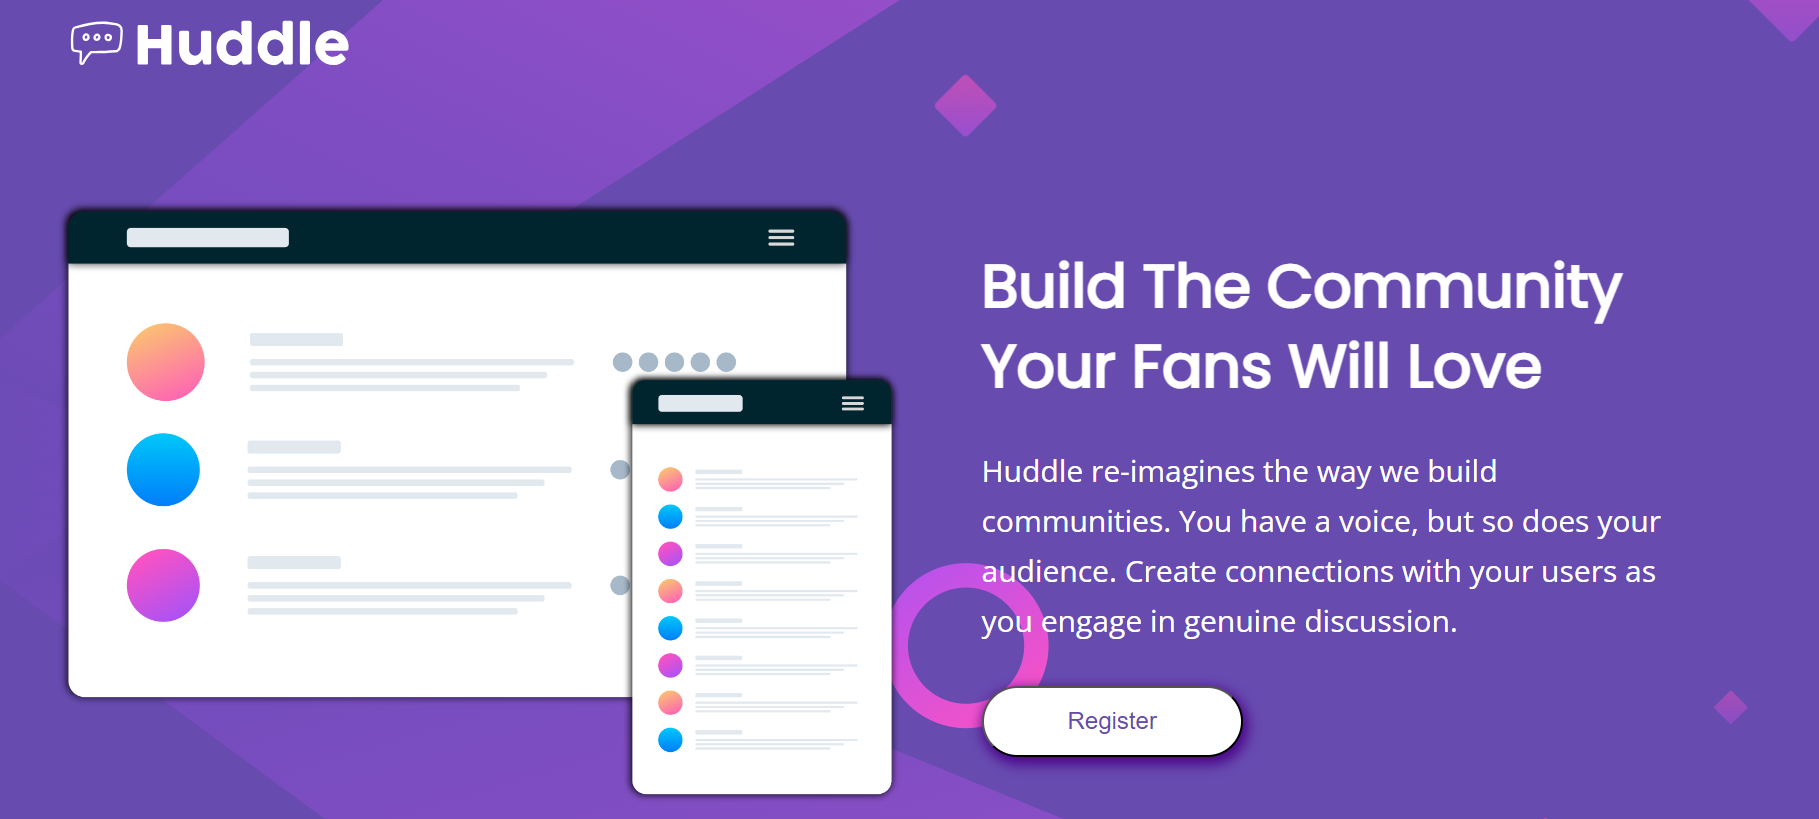 Huddle
Build The Community
Your Fans Will Love
Huddle re-imagines the way we build
communities. You have a voice, but so does your
audience. Create connections with your users as
you engage in genuine discussion.
Register